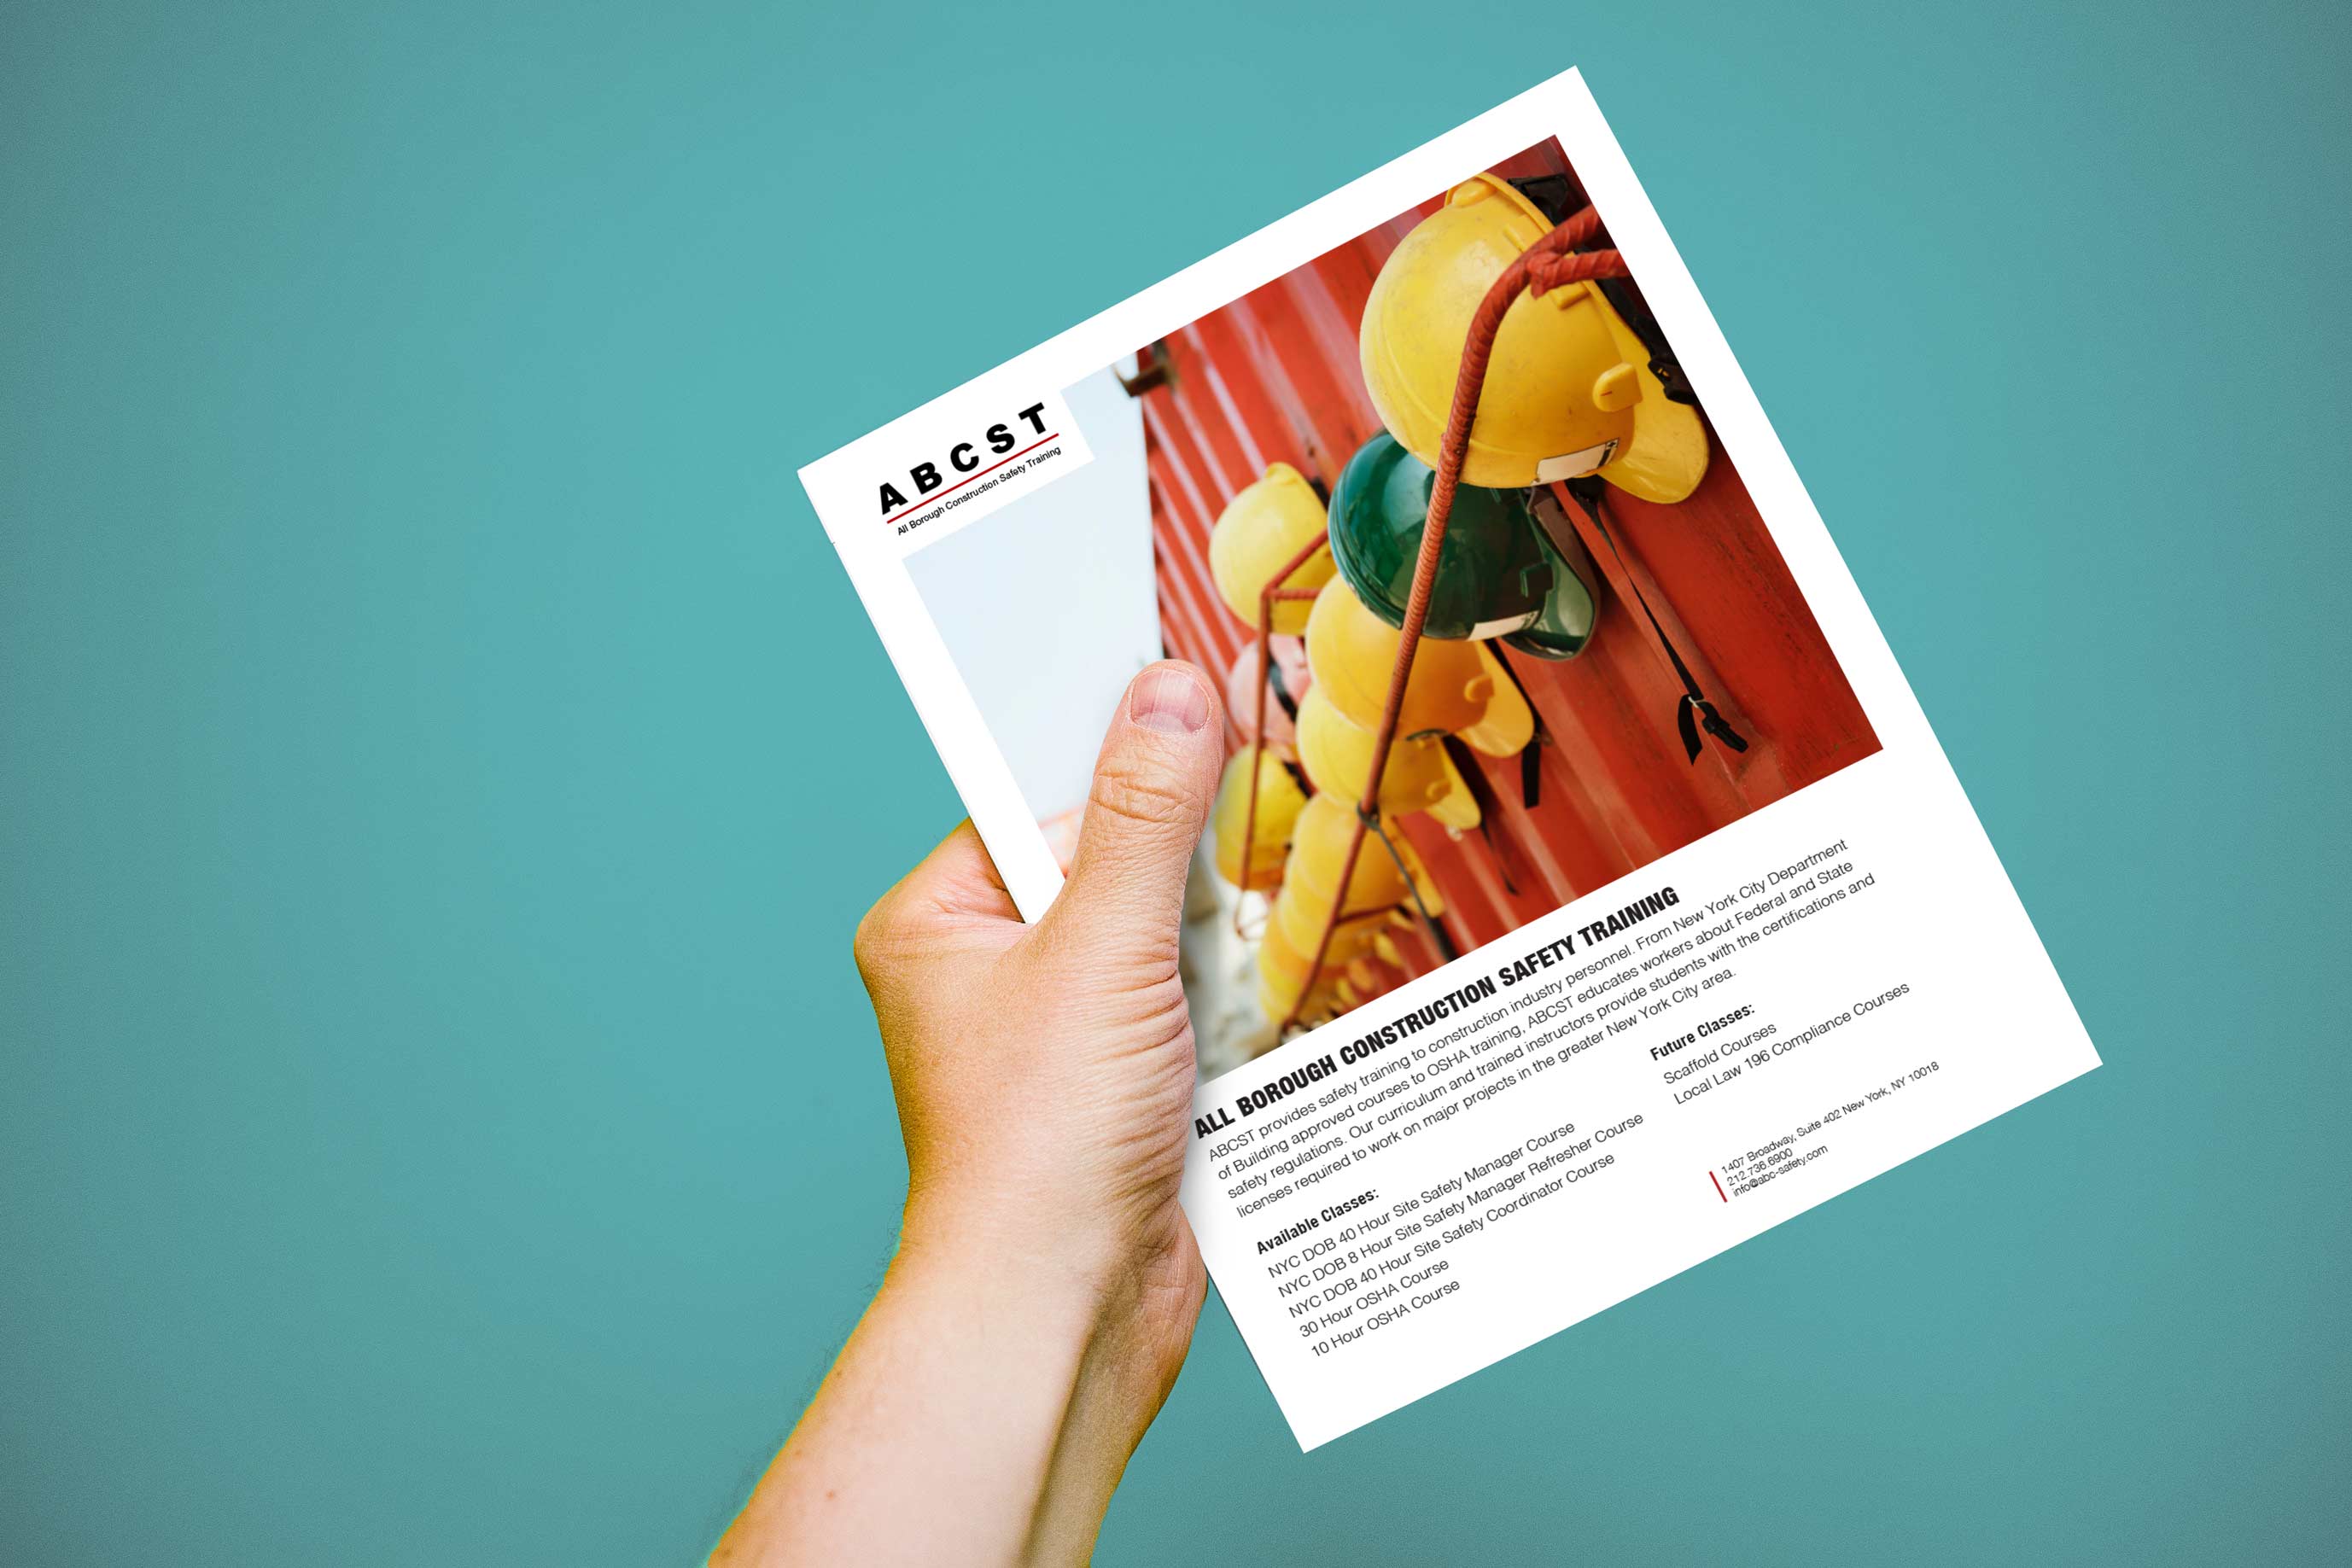 ABCST
All Borough Construction Safety Training
ALL BOROUGH CONSTRUCTION SAFETY TRAINING
ABCST provides safety training to construction industry personnel. From New York City Department
of Building approved courses to OSHA training, ABCST educates workers about Federal and State
safety regulations. Our curriculum and trained instructors provide students with the certifications and
licenses required to work on major projects in the greater New York City area.
Available Classes:
NYC DOB 40 Hour Site Safety Manager Course
NYC DOB 8 Hour Site Safety Manager Refresher Course
NYC DOB 40 Hour Site Safety Coordinator Course
30 Hour OSHA Course
10 Hour OSHA Course
Future Classes:
Scaffold Courses
Local Law 196 Compliance Courses
1407 Broadway, Suite 402 New York, NY 10018
212.736.6900
info@abc-safety.com